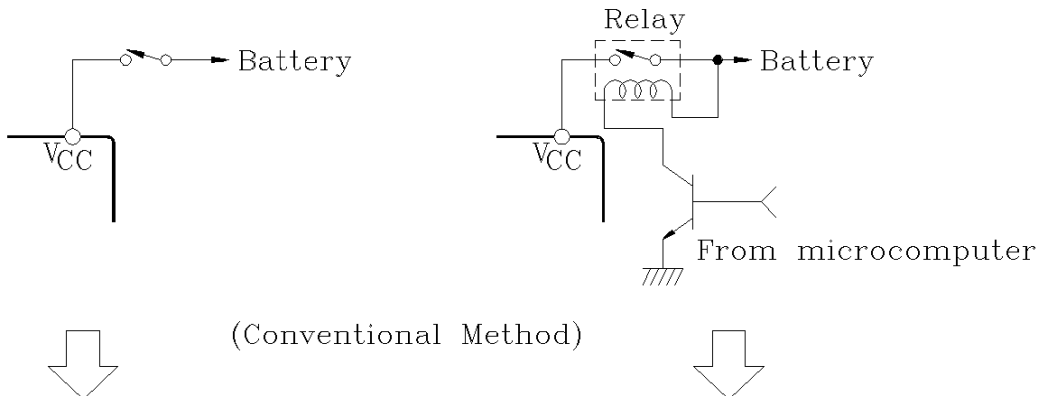 Relay
Battery
Battery
VCC
VCC
From microcomputer
(Conventional Method)